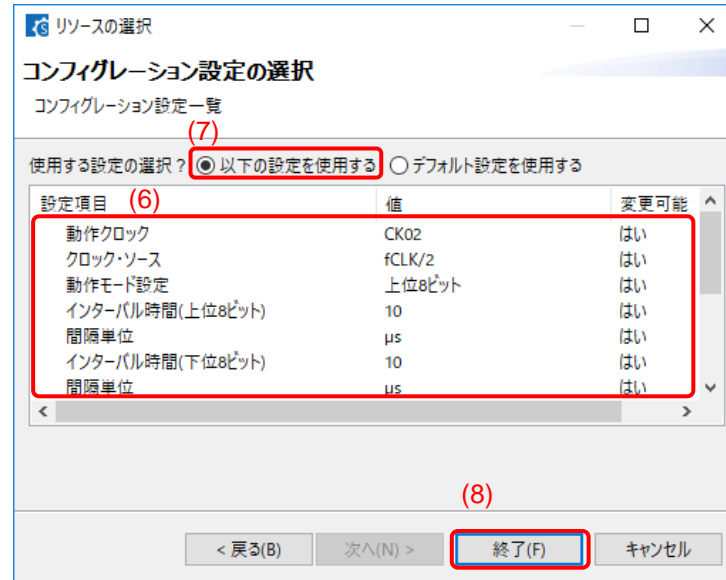 リソースの選択
コンフィグレーション設定の選択
コンフィグレーション設定一覧
(7)
使用する設定の選択？ 以下の設定を使用する デフォルト設定を使用する
設定項目 (6) 値 変更可能
動作クロック CK02 はい
クロック・ソース fCLK/2 はい
動作モード設定 上位8ビット はい
インターバル時間(上位8ビット) 10 はい
間隔単位 µs はい
インターバル時間(下位8ビット) 10 はい
間隔単位 µs はい
(8)
< 戻る(B) 次へ(N) > 終了(F) キャンセル